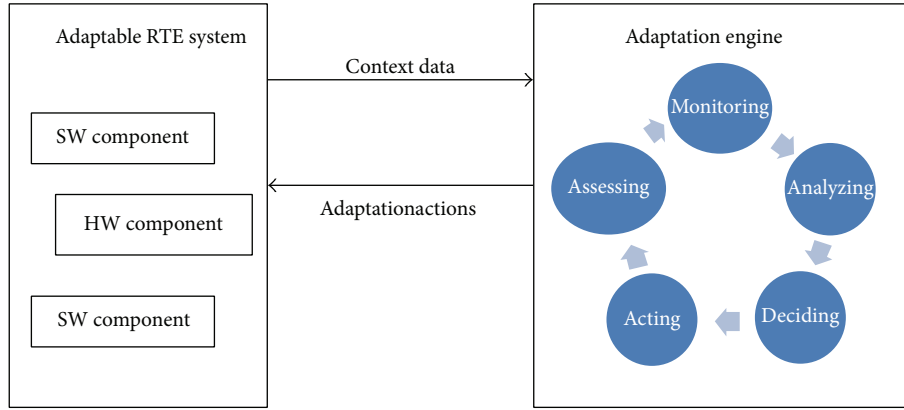 Adaptable RTE system
SW component
HW component
SW component
Context data
Adaptationactions
Adaptation engine
Monitoring
Analyzing
Deciding
Acting
Assessing